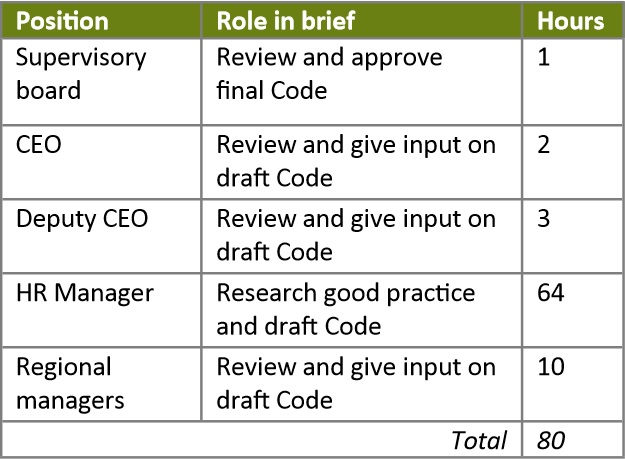 Position Role in brief Hours
Supervisory board Review and approve final Code 1
CEO Review and give input on draft Code 2
Deputy CEO Review and give input on draft Code 3
HR Manager Research good practice and draft Code 64
Regional managers Review and give input on draft Code 10
Total 80